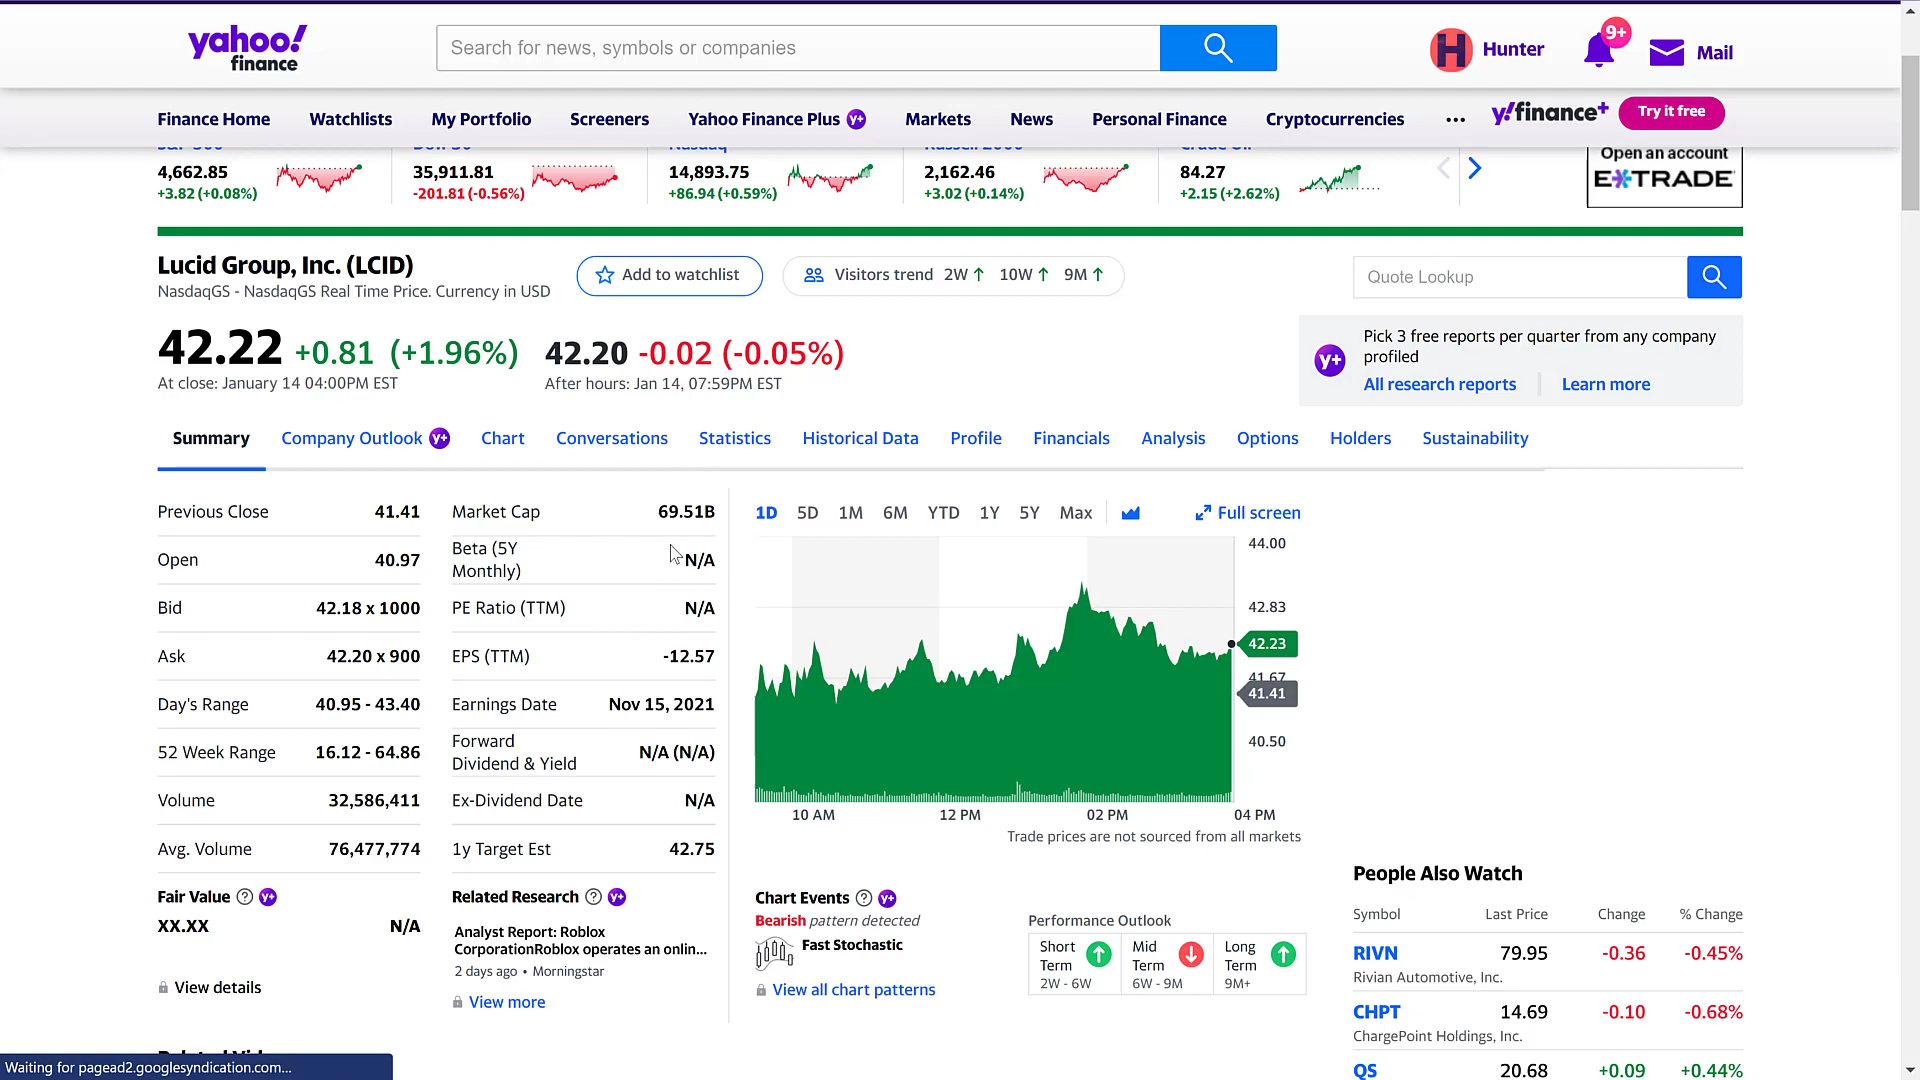 yahoo!
finance
Search for news, symbols or companies
H Hunter
9+
Mail
Finance Home
Watchlists
My Portfolio
Screeners
Yahoo Finance Plus y+
Markets
News
Personal Finance
Cryptocurrencies
...
y!finance+
Try it free
4,662.85
+3.82 (+0.08%)
35,911.81
-201.81 (-0.56%)
Nasdaq
14,893.75
+86.94 (+0.59%)
2,162.46
+3.02 (+0.14%)
84.27
+2.15 (+2.62%)
Open an account
E*TRADE
Lucid Group, Inc. (LCID)
NasdaqGS - NasdaqGS Real Time Price. Currency in USD
Add to watchlist
Visitors trend 2W ↑ 10W ↑ 9M ↑
Quote Lookup
42.22 +0.81 (+1.96%)
At close: January 14 04:00PM EST
42.20 -0.02 (-0.05%)
After hours: Jan 14, 07:59PM EST
y+
Pick 3 free reports per quarter from any company
profiled
All research reports
Learn more
Summary
Company Outlook y+
Chart
Conversations
Statistics
Historical Data
Profile
Financials
Analysis
Options
Holders
Sustainability
Previous Close 41.41
Open 40.97
Bid 42.18 x 1000
Ask 42.20 x 900
Day's Range 40.95 - 43.40
52 Week Range 16.12 - 64.86
Volume 32,586,411
Avg. Volume 76,477,774
Market Cap 69.51B
Beta (5Y
Monthly) N/A
PE Ratio (TTM) N/A
EPS (TTM) -12.57
Earnings Date Nov 15, 2021
Forward
Dividend & Yield N/A (N/A)
Ex-Dividend Date N/A
1y Target Est 42.75
1D 5D 1M 6M YTD 1Y 5Y Max
Full screen
44.00
42.83
42.23
41.67
41.41
40.50
10 AM 12 PM 02 PM 04 PM
Trade prices are not sourced from all markets
Fair Value ? y+
XX.XX N/A
View details
Related Research ? y+
Analyst Report: Roblox
CorporationRoblox operates an onlin...
2 days ago • Morningstar
View more
Chart Events ? y+
Bearish pattern detected
Fast Stochastic
View all chart patterns
Performance Outlook
Short
Term
2W - 6W
Mid
Term
6W - 9M
Long
Term
9M+
People Also Watch
Symbol Last Price Change % Change
RIVN 79.95 -0.36 -0.45%
Rivian Automotive, Inc.
CHPT 14.69 -0.10 -0.68%
ChargePoint Holdings, Inc.
QS 20.68 +0.09 +0.44%
Waiting for pagead2.googlesyndication.com...